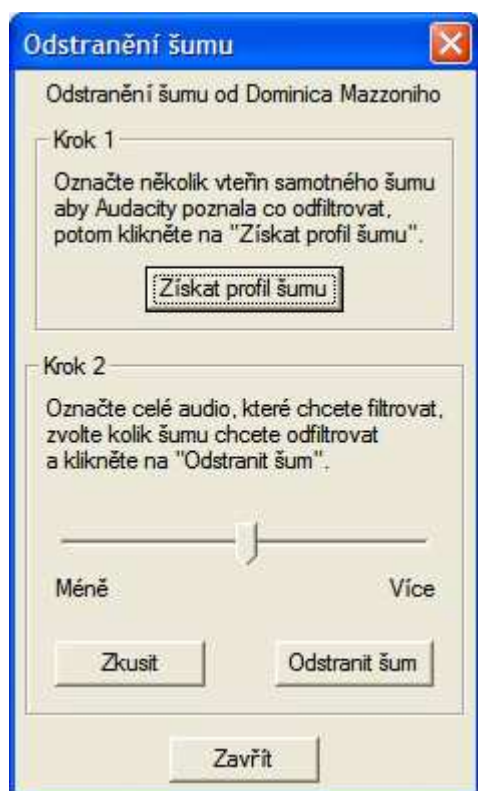 Odstranění šumu
Odstranění šumu od Dominica Mazzoniho
Krok 1
Označte několik vteřin samotného šumu
aby Audacity poznala co odfiltrovat,
potom klikněte na "Získat profil šumu".
Získat profil šumu
Krok 2
Označte celé audio, které chcete filtrovat,
zvolte kolik šumu chcete odfiltrovat
a klikněte na "Odstranit šum".
Méně Více
Zkusit Odstranit šum
Zavřít